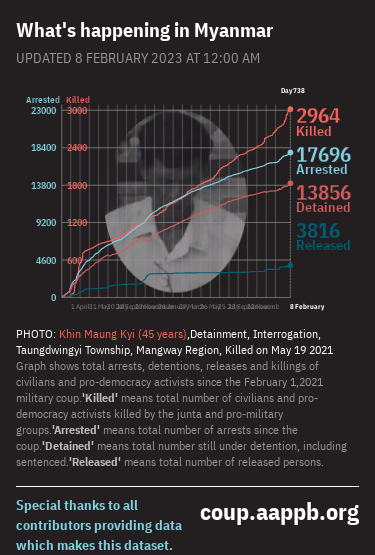 What's happening in Myanmar
UPDATED 8 FEBRUARY 2023 AT 12:00 AM
Day738
Arrested Killed
23000 3000
18400 2400
13800 1800
9200 1200
4600 600
0
2964
Killed
17696
Arrested
13856
Detained
3816
Released
8 February
PHOTO: Khin Maung Kyi (45 years),Detainment, Interrogation,
Taungdwingyi Township, Mangway Region, Killed on May 19 2021
Graph shows total arrests, detentions, releases and killings of
civilians and pro-democracy activists since the February 1,2021
military coup.'Killed' means total number of civilians and pro-
democracy activists killed by the junta and pro-military
groups.'Arrested' means total number of arrests since the
coup.'Detained' means total number still under detention, including
sentenced.'Released' means total number of released persons.
Special thanks to all
contributors providing data
which makes this dataset.
coup.aappb.org